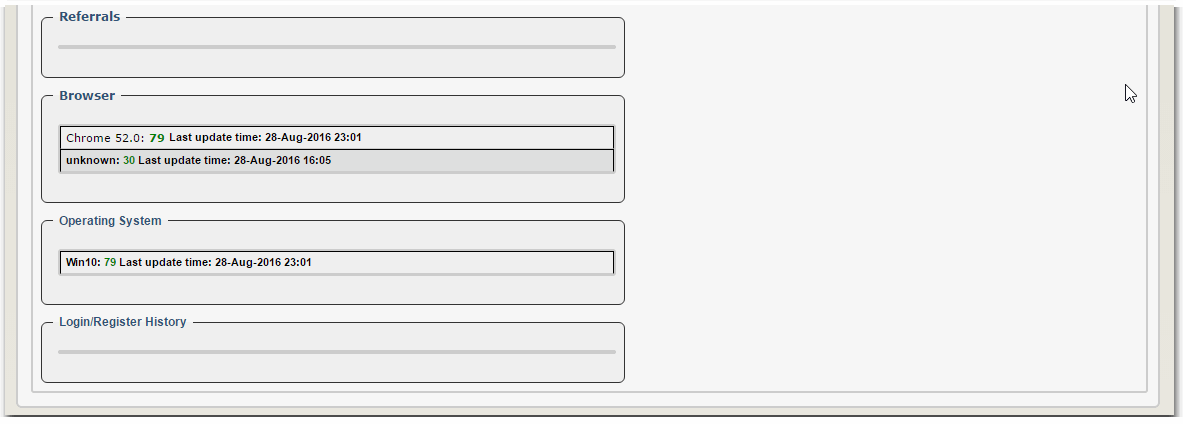 Referrals
Browser
Chrome 52.0: 79 Last update time: 28-Aug-2016 23:01
unknown: 30 Last update time: 28-Aug-2016 16:05
Operating System
Win10: 79 Last update time: 28-Aug-2016 23:01
Login/Register History